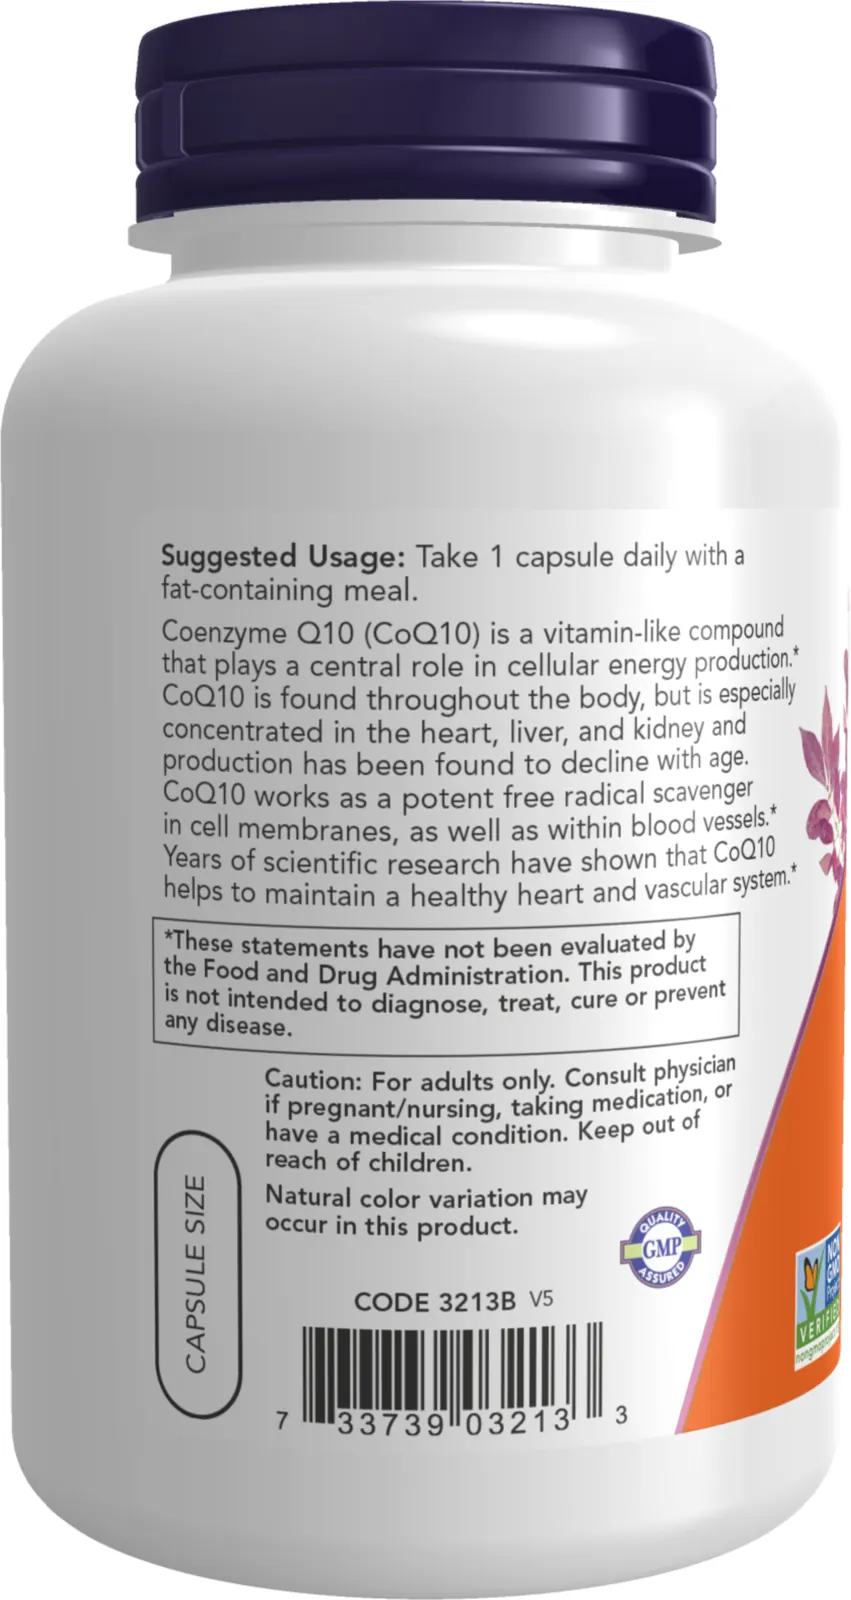 Suggested Usage: Take 1 capsule daily with a
fat-containing meal.
Coenzyme Q10 (CoQ10) is a vitamin-like compound
that plays a central role in cellular energy production.*
CoQ10 is found throughout the body, but is especially
concentrated in the heart, liver, and kidney and
production has been found to decline with age.
CoQ10 works as a potent free radical scavenger
in cell membranes, as well as within blood vessels.*
Years of scientific research have shown that CoQ10
helps to maintain a healthy heart and vascular system.*
*These statements have not been evaluated by
the Food and Drug Administration. This product
is not intended to diagnose, treat, cure or prevent
any disease.
Caution: For adults only. Consult physician
if pregnant/nursing, taking medication, or
have a medical condition. Keep out of
reach of children.
Natural color variation may
occur in this product.
CAPSULE SIZE
QUALITY
GMP
ASSURED
CODE 3213B V5
7 33739 03213 3
NON
GMO
VERIFIED